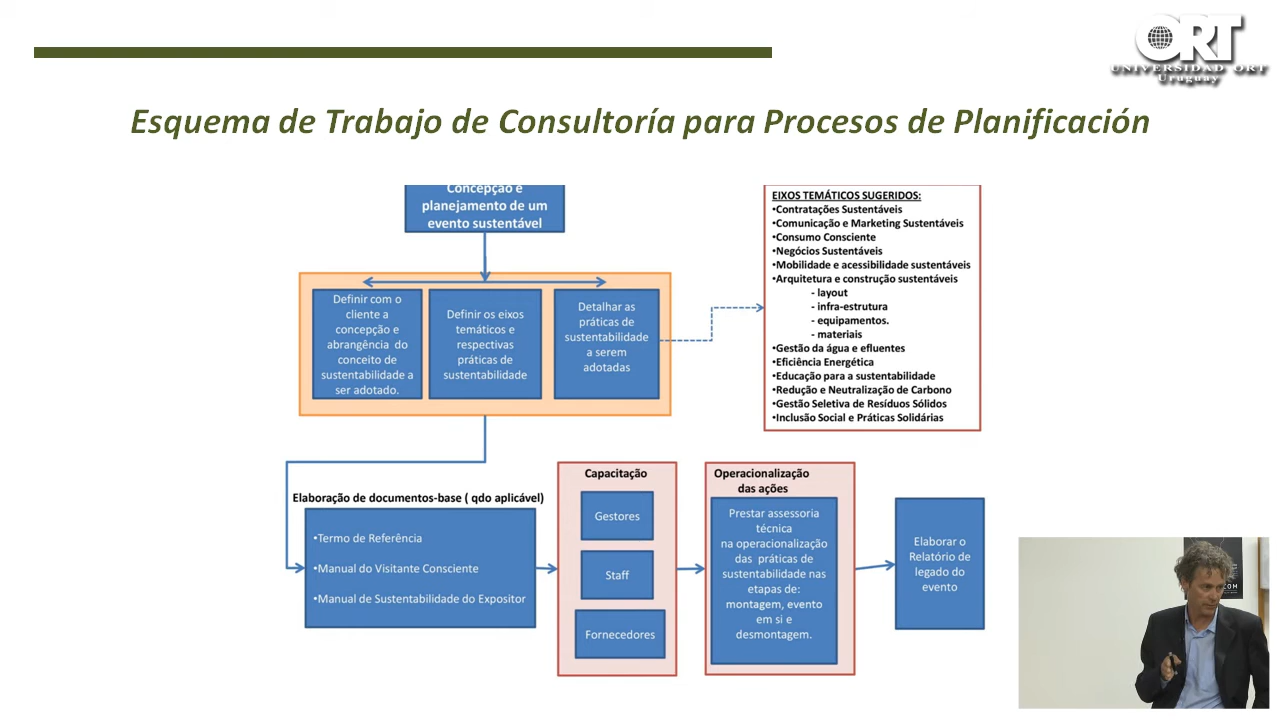 ORT
UNIVERSIDAD ORT
Uruguay
Esquema de Trabajo de Consultoría para Procesos de Planificación
Concepção e
planejamento de um
evento sustentável
Definir com o
cliente a
concepção e
abrangência do
conceito de
sustentabilidade a
ser adotado.
Definir os eixos
temáticos e
respectivas
práticas de
sustentabilidade
Detalhar as
práticas de
sustentabilidade
a serem
adotadas
EIXOS TEMÁTICOS SUGERIDOS:
•Contratações Sustentáveis
•Comunicação e Marketing Sustentáveis
•Consumo Consciente
•Negócios Sustentáveis
•Mobilidade e acessibilidade sustentáveis
•Arquitetura e construção sustentáveis
- layout
- infra-estrutura
- equipamentos.
- materiais
•Gestão da água e efluentes
•Eficiência Energética
•Educação para a sustentabilidade
•Redução e Neutralização de Carbono
•Gestão Seletiva de Resíduos Sólidos
•Inclusão Social e Práticas Solidárias
Elaboração de documentos-base ( qdo aplicável)
•Termo de Referência
•Manual do Visitante Consciente
•Manual de Sustentabilidade do Expositor
Capacitação
Gestores
Staff
Fornecedores
Operacionalização
das ações
Prestar assessoria
técnica
na operacionalização
das práticas de
sustentabilidade nas
etapas de:
montagem, evento
em si e
desmontagem.
Elaborar o
Relatório de
legado do
evento